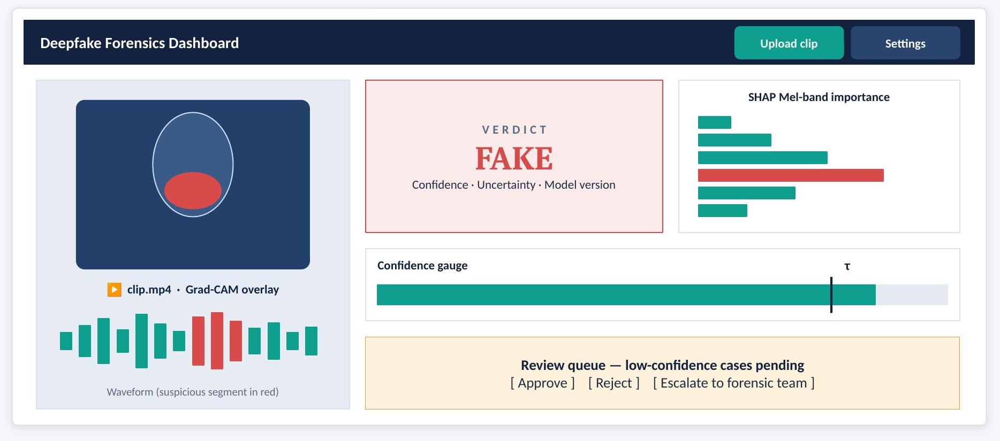 Deepfake Forensics Dashboard
Upload clip
Settings
▶️ clip.mp4 · Grad-CAM overlay
Waveform (suspicious segment in red)
VERDICT
FAKE
Confidence · Uncertainty · Model version
SHAP Mel-band importance
Confidence gauge
τ
Review queue — low-confidence cases pending
[ Approve ] [ Reject ] [ Escalate to forensic team ]